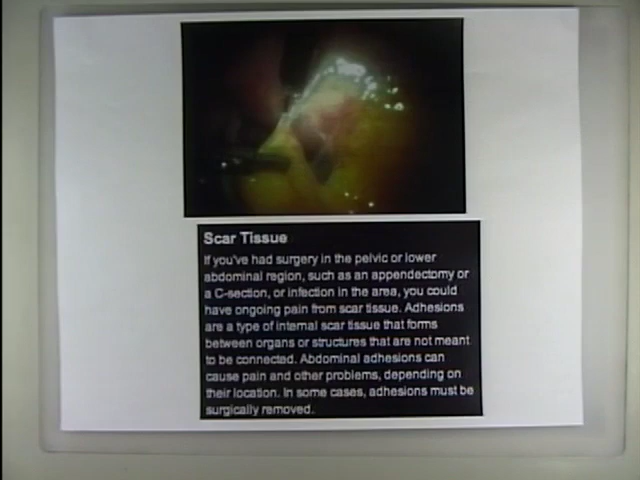 Scar Tissue
If you've had surgery in the pelvic or lower
abdominal region, such as an appendectomy or
a C-section, or infection in the area, you could
have ongoing pain from scar tissue. Adhesions
are a type of internal scar tissue that forms
between organs or structures that are not meant
to be connected. Abdominal adhesions can
cause pain and other problems, depending on
their location. In some cases, adhesions must be
surgically removed.